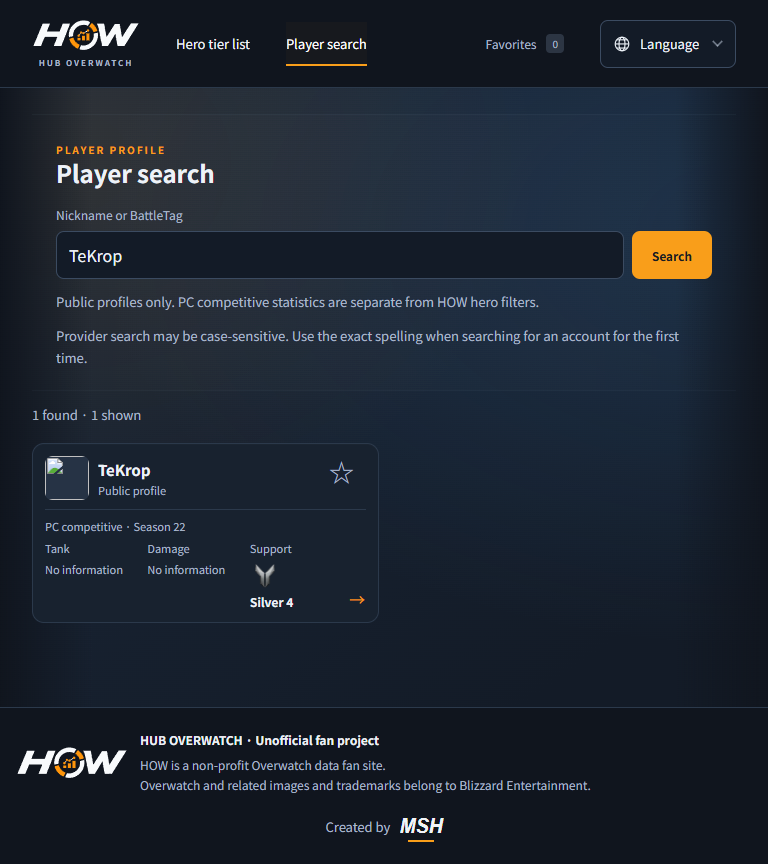 HOW
HUB OVERWATCH
Hero tier list
Player search
Favorites 0
Language
PLAYER PROFILE
Player search
Nickname or BattleTag
TeKrop
Search
Public profiles only. PC competitive statistics are separate from HOW hero filters.
Provider search may be case-sensitive. Use the exact spelling when searching for an account for the first
time.
1 found · 1 shown
TeKrop
Public profile
PC competitive · Season 22
Tank
Damage
Support
No information
No information
Silver 4
HOW
HUB OVERWATCH · Unofficial fan project
HOW is a non-profit Overwatch data fan site.
Overwatch and related images and trademarks belong to Blizzard Entertainment.
Created by MSH